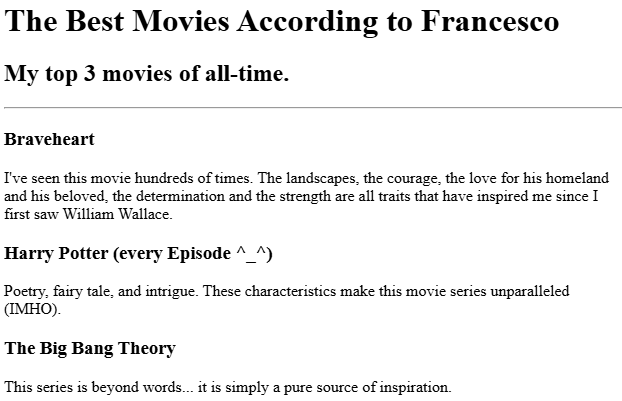 The Best Movies According to Francesco
My top 3 movies of all-time.
Braveheart
I've seen this movie hundreds of times. The landscapes, the courage, the love for his homeland
and his beloved, the determination and the strength are all traits that have inspired me since I
first saw William Wallace.
Harry Potter (every Episode ^_^)
Poetry, fairy tale, and intrigue. These characteristics make this movie series unparalleled
(IMHO).
The Big Bang Theory
This series is beyond words... it is simply a pure source of inspiration.